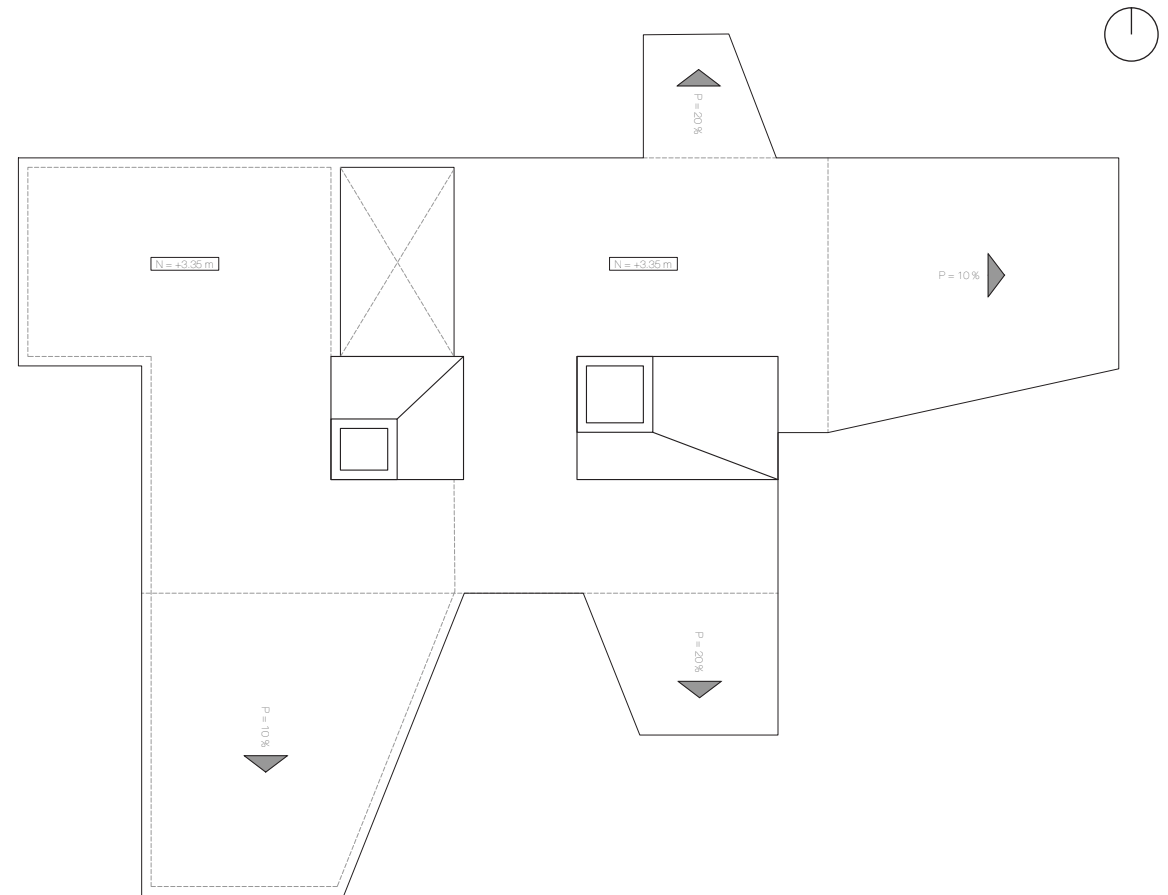 P = 20 %
N = +3.35 m
N = +3.35 m
P = 10 %
P = 20 %
P = 10 %